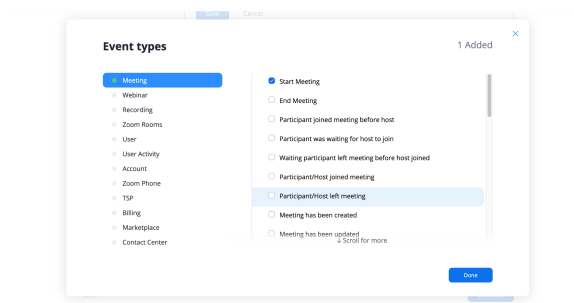 Save Cancel
Event types
1 Added
Meeting
Webinar
Recording
Zoom Rooms
User
User Activity
Account
Zoom Phone
TSP
Billing
Marketplace
Contact Center
Start Meeting
End Meeting
Participant joined meeting before host
Participant was waiting for host to join
Waiting participant left meeting before host joined
Participant/Host joined meeting
Participant/Host left meeting
Meeting has been created
Meeting has been updated
↓ Scroll for more
Done